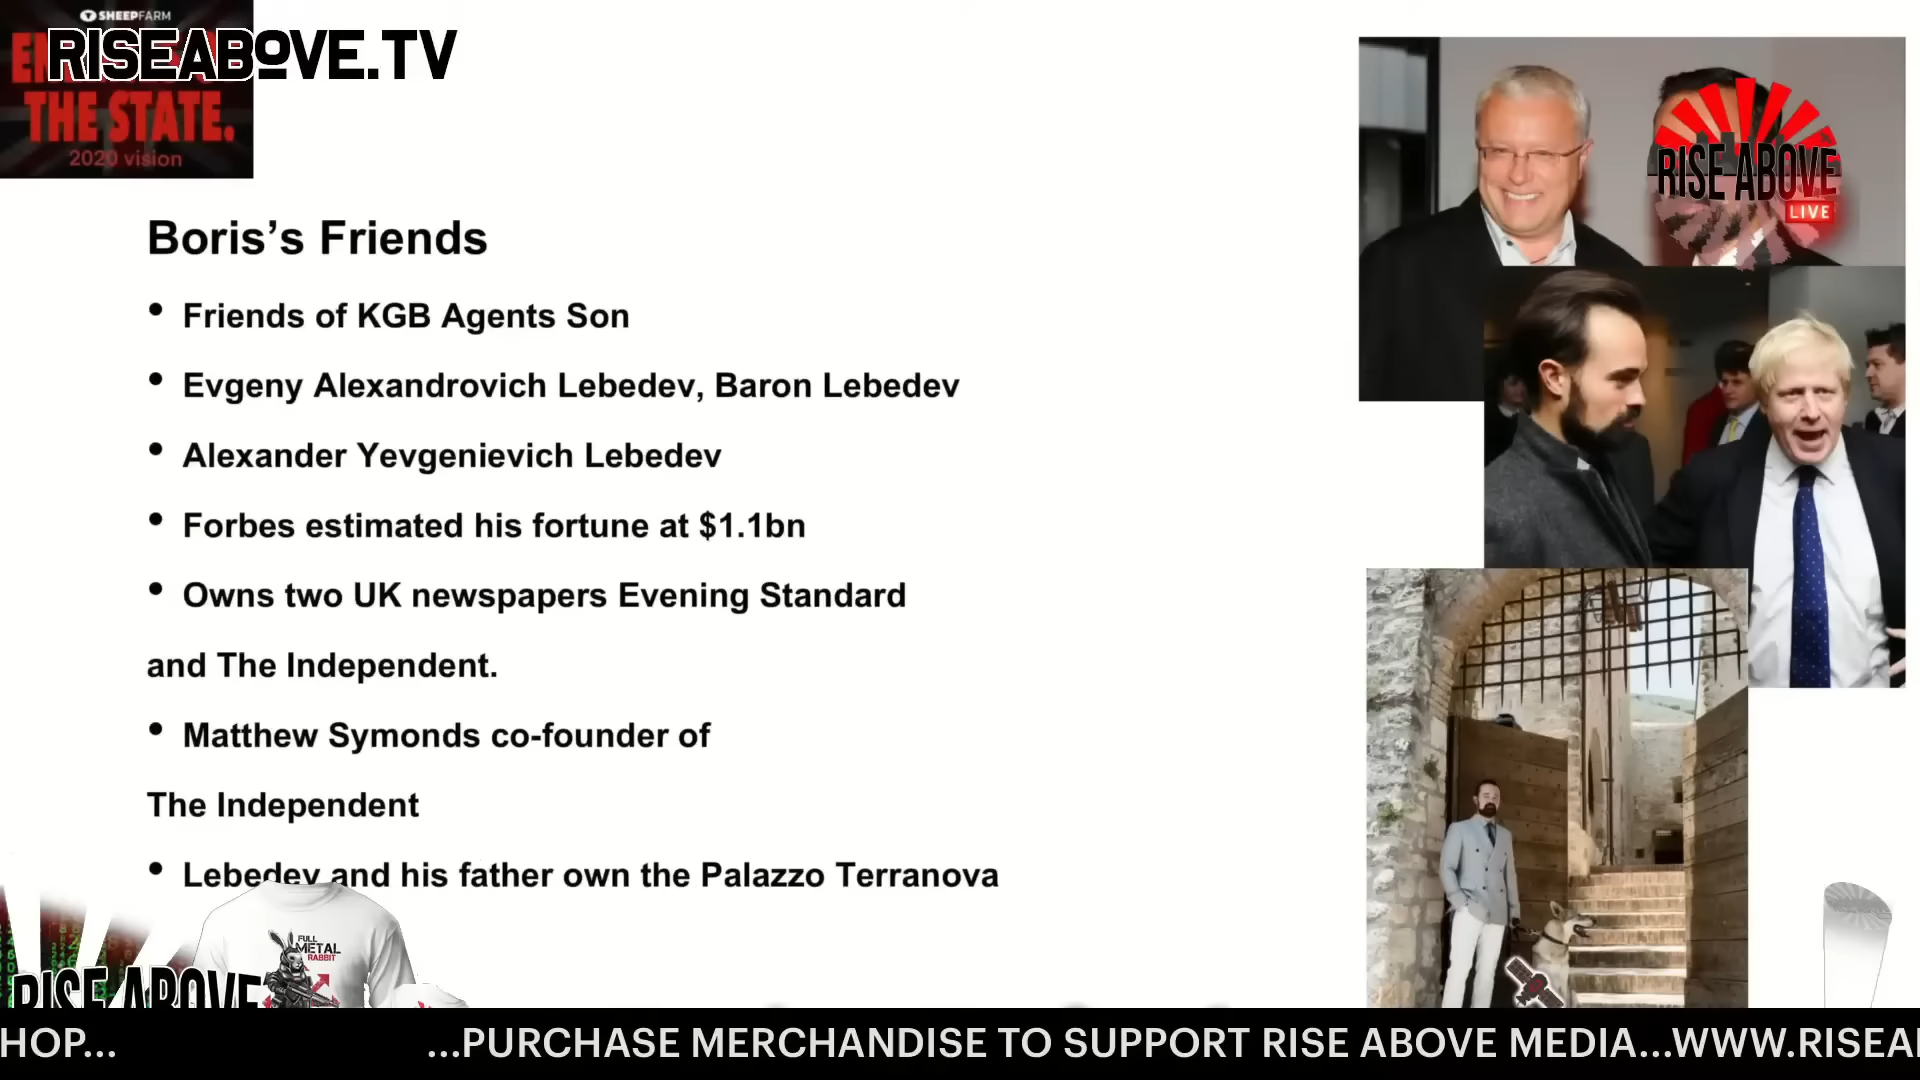 SHEEPFARM
RISEABOVE.TV
THE STATE.
2020 vision
RISE ABOVE
LIVE
Boris’s Friends
• Friends of KGB Agents Son
• Evgeny Alexandrovich Lebedev, Baron Lebedev
• Alexander Yevgenievich Lebedev
• Forbes estimated his fortune at $1.1bn
• Owns two UK newspapers Evening Standard
and The Independent.
• Matthew Symonds co-founder of
The Independent
• Lebedev and his father own the Palazzo Terranova
FULL
METAL
RABBIT
RISE ABOVE
HOP... ...PURCHASE MERCHANDISE TO SUPPORT RISE ABOVE MEDIA...WWW.RISEA